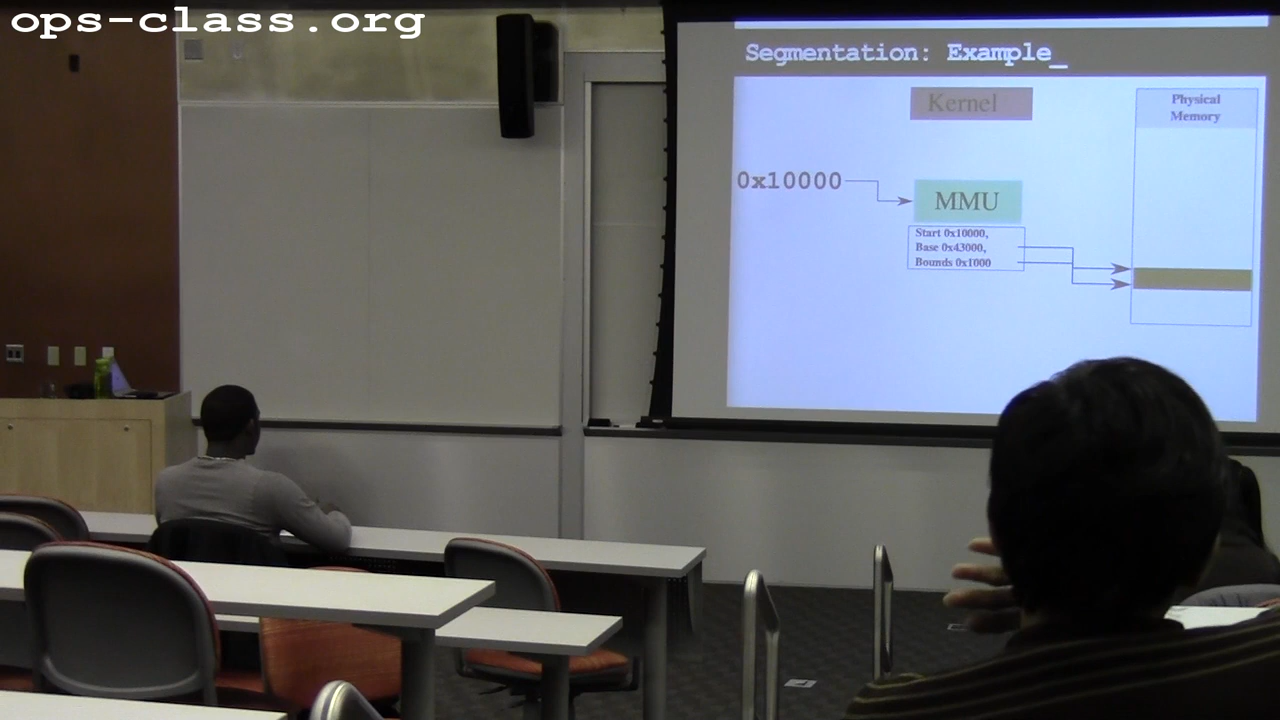 ops-class.org
Segmentation: Example_
Kernel
Physical
Memory
0x10000
MMU
Start 0x10000,
Base 0x43000,
Bounds 0x1000